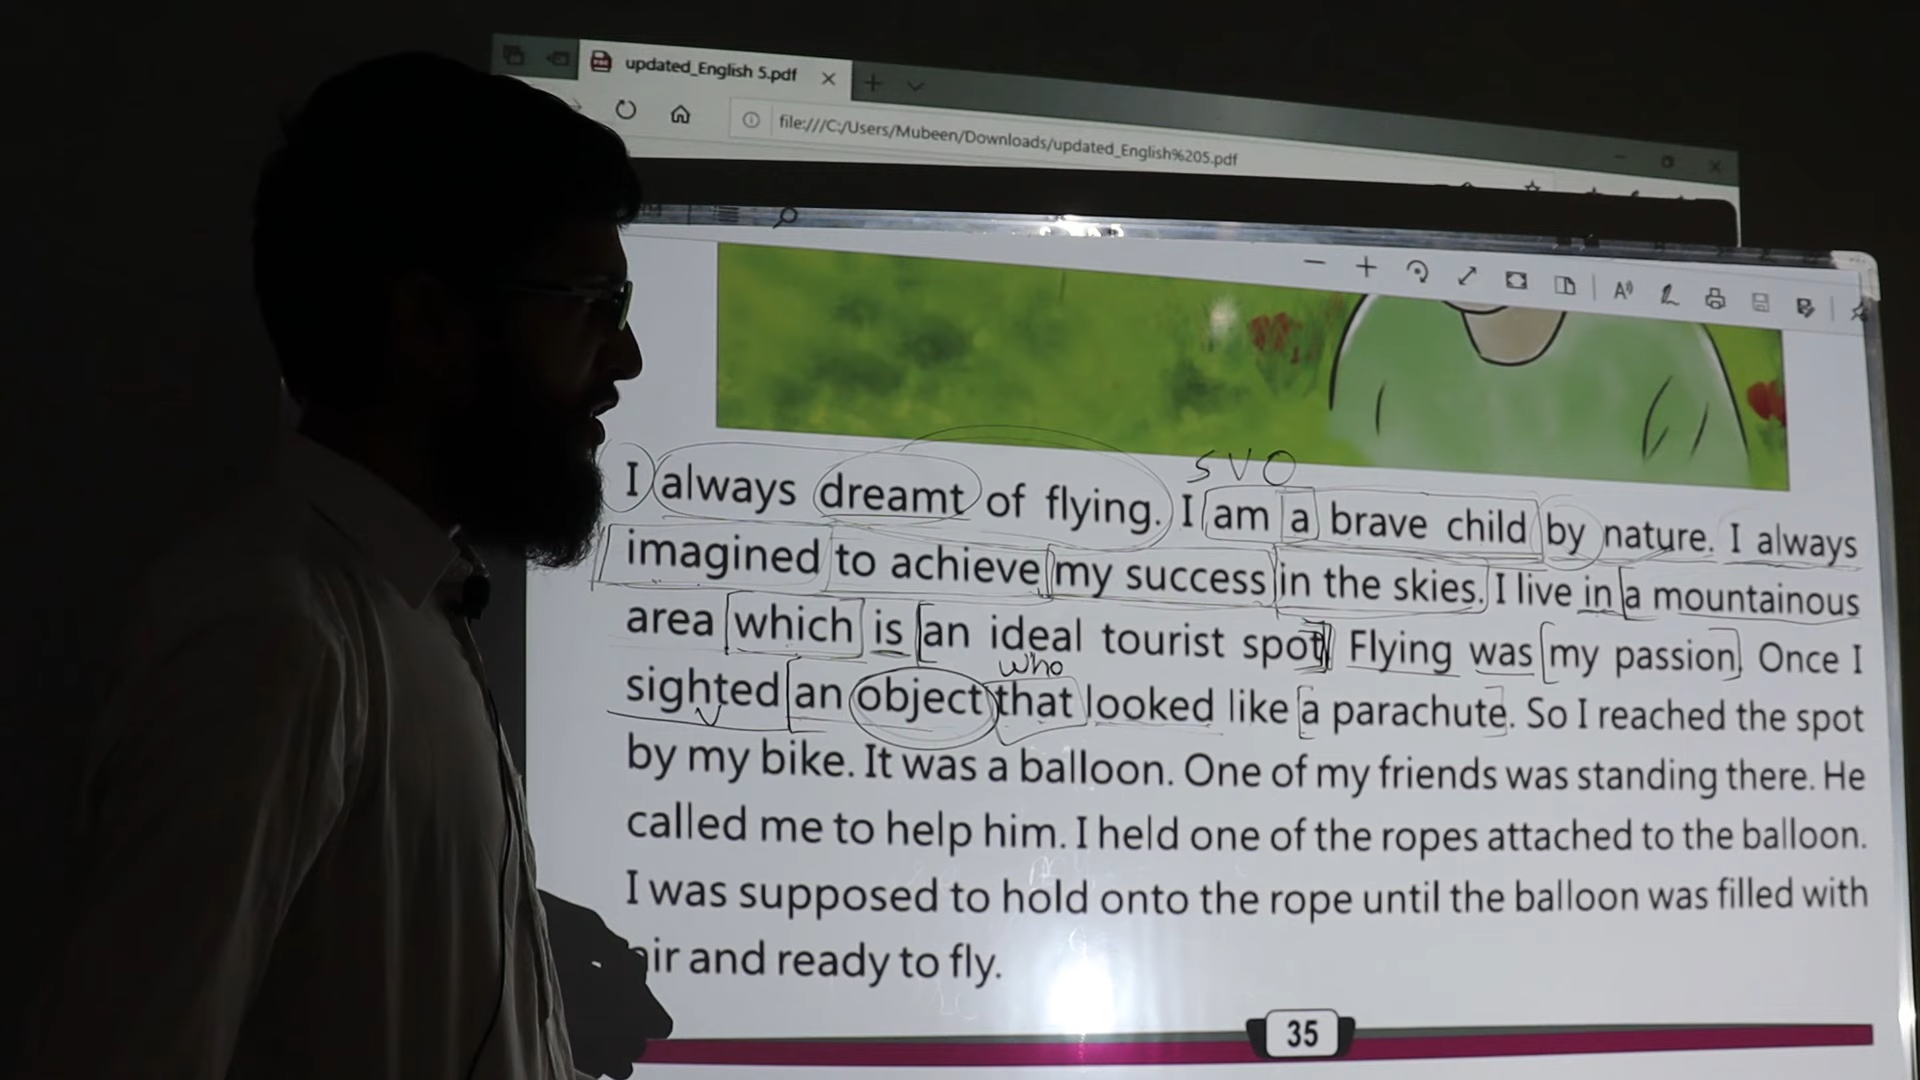 updated_English 5.pdf
file:///C:/Users/Mubeen/Downloads/updated_English%205.pdf
S V O
I always dreamt of flying. I am a brave child by nature. I always
imagined to achieve my success in the skies. I live in a mountainous
area which is an ideal tourist spot. Flying was my passion. Once I
who
sighted an object that looked like a parachute. So I reached the spot
V
by my bike. It was a balloon. One of my friends was standing there. He
called me to help him. I held one of the ropes attached to the balloon.
I was supposed to hold onto the rope until the balloon was filled with
air and ready to fly.
35